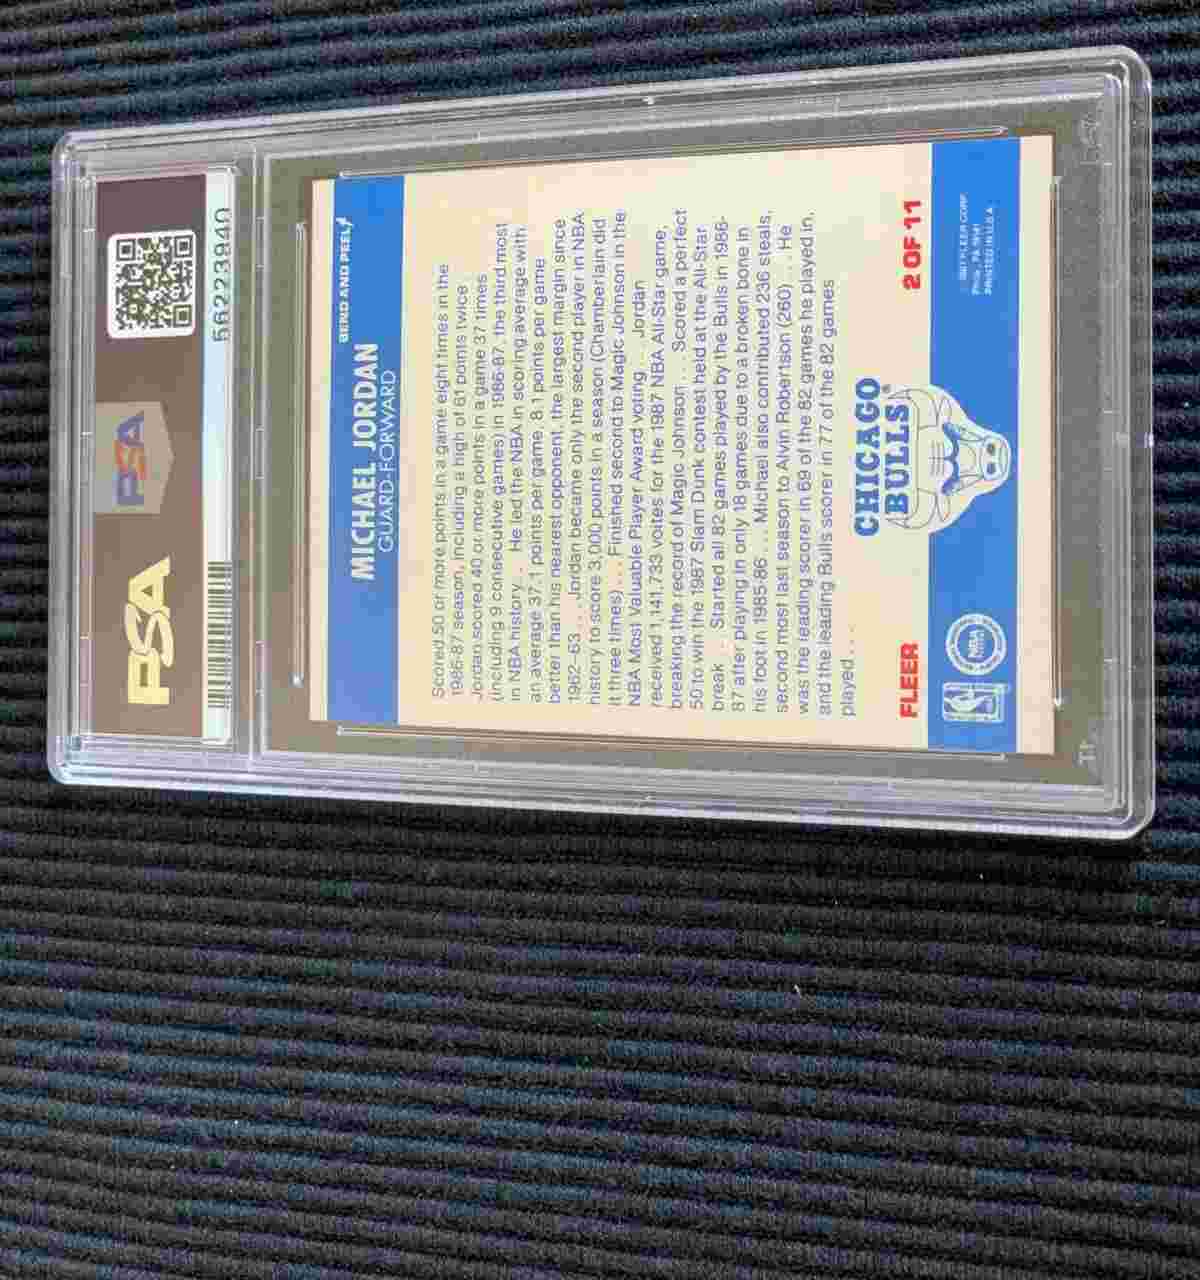 PSA
PSA
56223940
BEND AND PEEL
MICHAEL JORDAN
GUARD-FORWARD
Scored 50 or more points in a game eight times in the
1986-87 season, including a high of 61 points twice
Jordan scored 40 or more points in a game 37 times
(including 9 consecutive games) in 1986-87, the third most
in NBA history . . . He led the NBA in scoring average with
an average 37.1 points per game, 8.1 points per game
better than his nearest opponent, the largest margin since
1962-63 . . . Jordan became only the second player in NBA
history to score 3,000 points in a season (Chamberlain did
it three times) . . . Finished second to Magic Johnson in the
NBA Most Valuable Player Award voting . . . Jordan
received 1,141,733 votes for the 1987 NBA All-Star game,
breaking the record of Magic Johnson . . . Scored a perfect
50 to win the 1987 Slam Dunk contest held at the All-Star
break . . . Started all 82 games played by the Bulls in 1986-
87 after playing in only 18 games due to a broken bone in
his foot in 1985-86 . . . Michael also contributed 236 steals,
second most last season to Alvin Robertson (260) . . . He
was the leading scorer in 69 of the 82 games he played in,
and the leading Bulls scorer in 77 of the 82 games
played . . . .
CHICAGO
BULLS®
FLEER
2 OF 11
NBA
© 1987 FLEER CORP.
PHILA., PA 19141
PRINTED IN U.S.A.